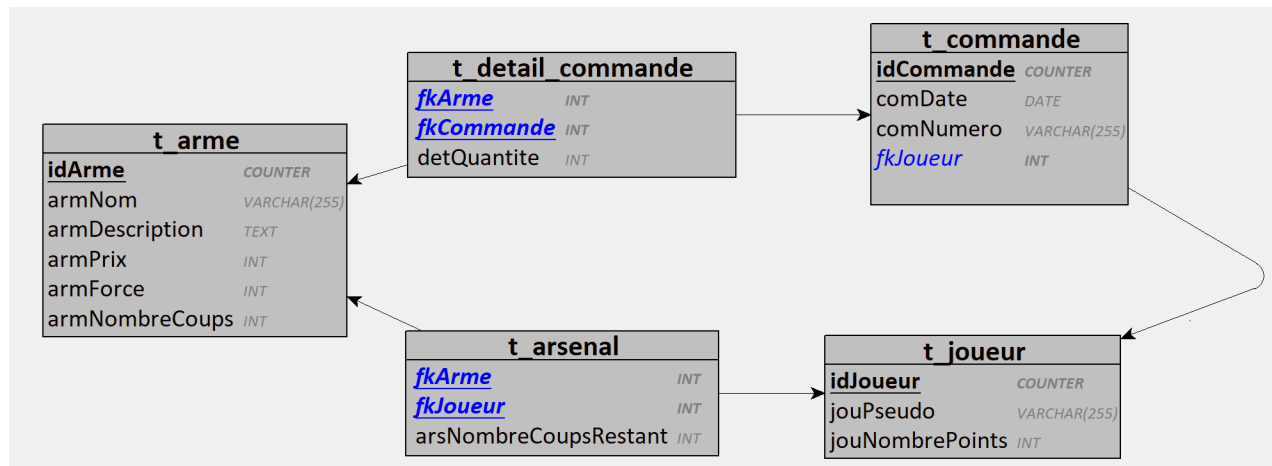 t_arme
idArme COUNTER
armNom VARCHAR(255)
armDescription TEXT
armPrix INT
armForce INT
armNombreCoups INT
t_detail_commande
fkArme INT
fkCommande INT
detQuantite INT
t_commande
idCommande COUNTER
comDate DATE
comNumero VARCHAR(255)
fkJoueur INT
t_arsenal
fkArme INT
fkJoueur INT
arsNombreCoupsRestant INT
t_joueur
idJoueur COUNTER
jouPseudo VARCHAR(255)
jouNombrePoints INT